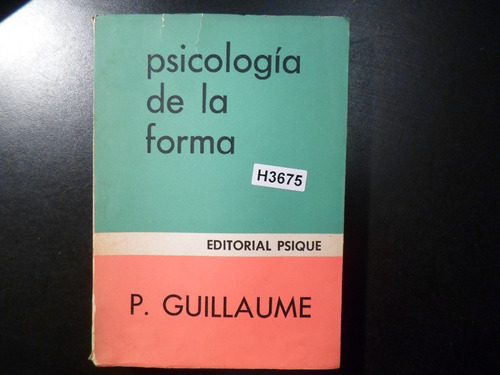 psicología
de la
forma
H3675
EDITORIAL PSIQUE
P. GUILLAUME